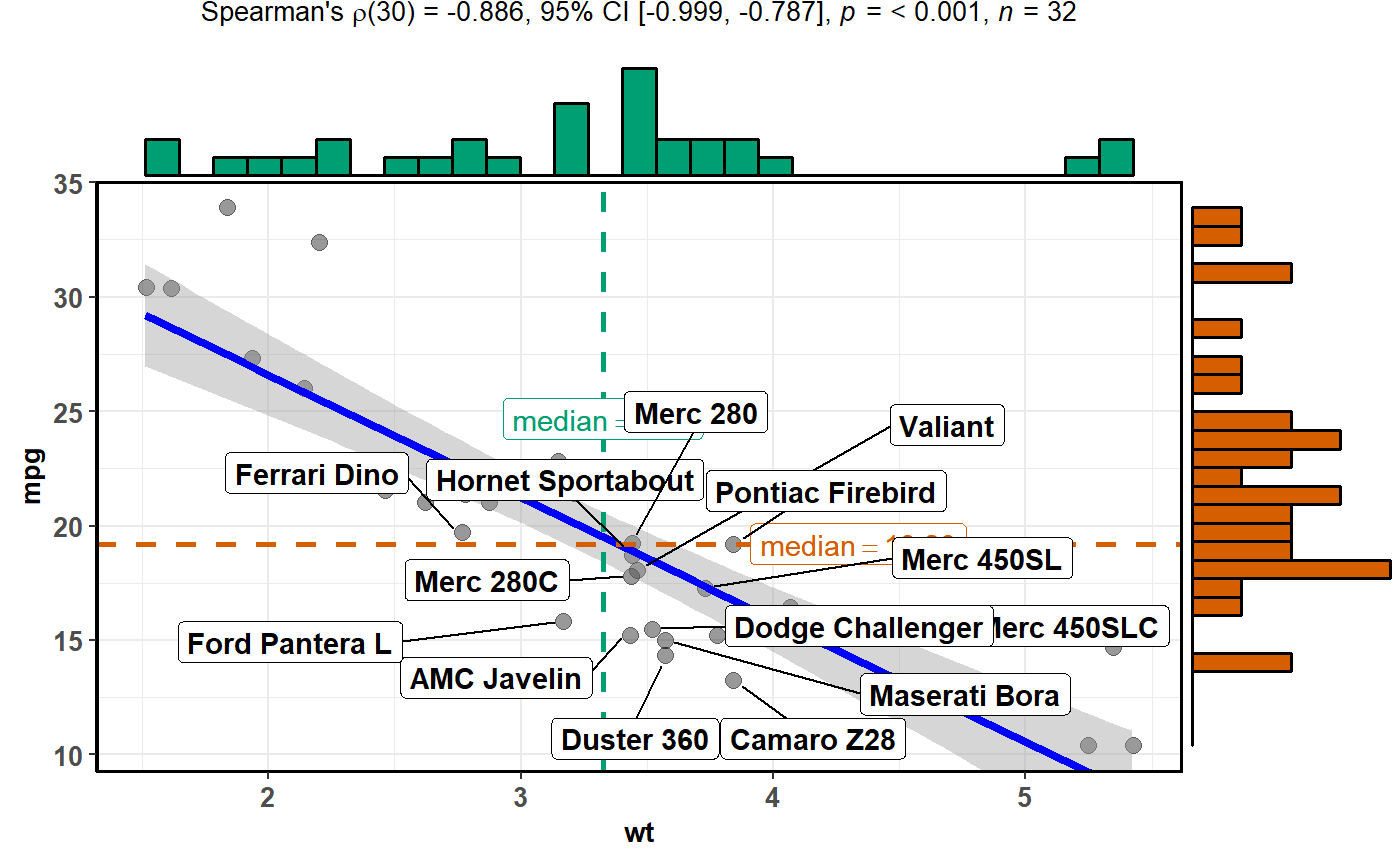 Spearman's ρ(30) = -0.886, 95% CI [-0.999, -0.787], p = < 0.001, n = 32
35
30
25
20
15
10
mpg
median =
Merc 280
Valiant
Ferrari Dino
Hornet Sportabout
Pontiac Firebird
median =
Merc 450SL
Merc 280C
Ford Pantera L
Dodge Challenger
Merc 450SLC
AMC Javelin
Maserati Bora
Duster 360
Camaro Z28
2
3
4
5
wt